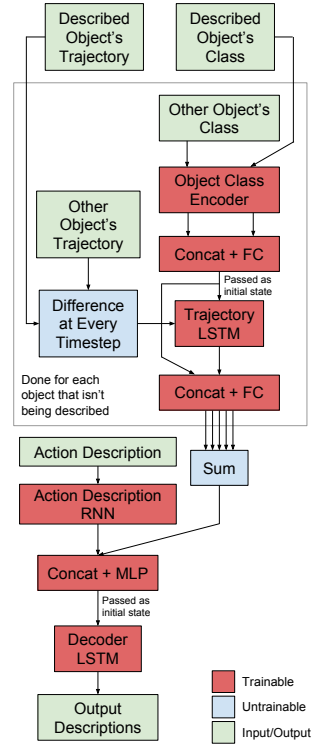 Described
Object's
Trajectory
Described
Object's
Class
Other Object's
Class
Object Class
Encoder
Other
Object's
Trajectory
Concat + FC
Passed as
initial state
Difference
at Every
Timestep
Trajectory
LSTM
Done for each
object that isn't
being described
Concat + FC
Action Description
Sum
Action Description
RNN
Concat + MLP
Passed as
initial state
Decoder
LSTM
Output
Descriptions
Trainable
Untrainable
Input/Output